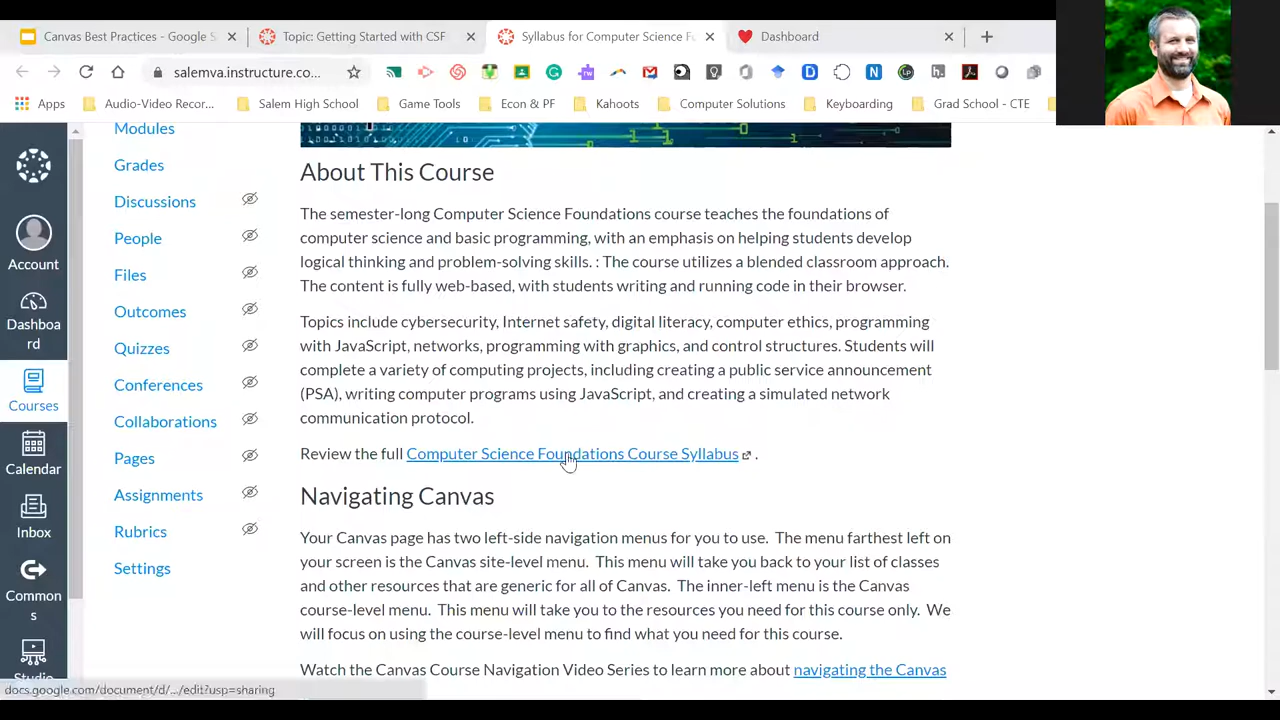 Canvas Best Practices - Google S
Topic: Getting Started with CSF
Syllabus for Computer Science Fu
Dashboard
salemva.instructure.co...
Apps
Audio-Video Recor...
Salem High School
Game Tools
Econ & PF
Kahoots
Computer Solutions
Keyboarding
Grad School - CTE
Account
Dashboa
rd
Courses
Calendar
Inbox
Common
s
Studio
Modules
Grades
Discussions
People
Files
Outcomes
Quizzes
Conferences
Collaborations
Pages
Assignments
Rubrics
Settings
About This Course
The semester-long Computer Science Foundations course teaches the foundations of
computer science and basic programming, with an emphasis on helping students develop
logical thinking and problem-solving skills. : The course utilizes a blended classroom approach.
The content is fully web-based, with students writing and running code in their browser.
Topics include cybersecurity, Internet safety, digital literacy, computer ethics, programming
with JavaScript, networks, programming with graphics, and control structures. Students will
complete a variety of computing projects, including creating a public service announcement
(PSA), writing computer programs using JavaScript, and creating a simulated network
communication protocol.
Review the full Computer Science Foundations Course Syllabus .
Navigating Canvas
Your Canvas page has two left-side navigation menus for you to use. The menu farthest left on
your screen is the Canvas site-level menu. This menu will take you back to your list of classes
and other resources that are generic for all of Canvas. The inner-left menu is the Canvas
course-level menu. This menu will take you to the resources you need for this course only. We
will focus on using the course-level menu to find what you need for this course.
Watch the Canvas Course Navigation Video Series to learn more about navigating the Canvas
docs.google.com/document/d/.../edit?usp=sharing